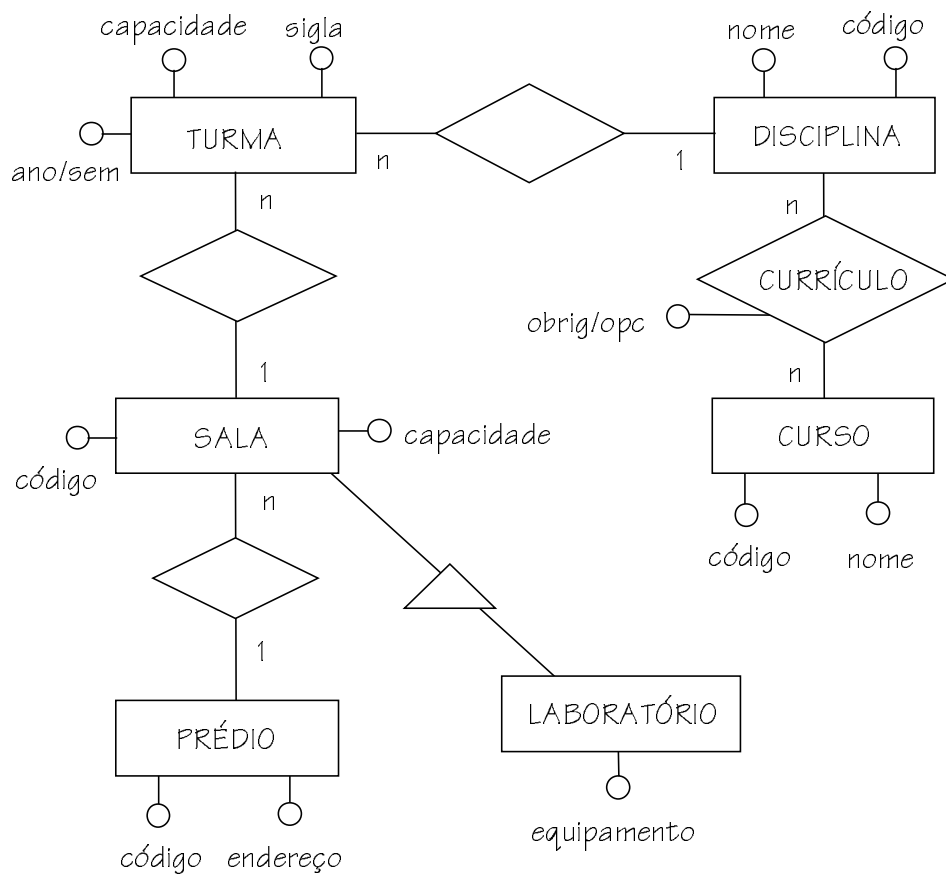 capacidade
sigla
nome
código
TURMA
DISCIPLINA
ano/sem
n
1
n
n
CURRÍCULO
obrig/opc
1
n
SALA
capacidade
CURSO
código
n
código
nome
1
LABORATÓRIO
PRÉDIO
equipamento
código
endereço